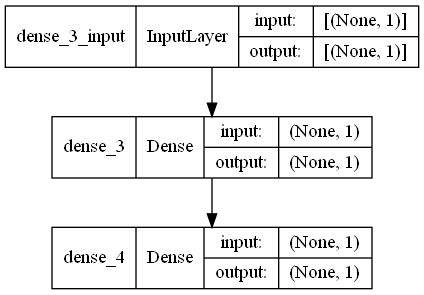 dense_3_input InputLayer input: [(None, 1)]
output: [(None, 1)]
dense_3 Dense input: (None, 1)
output: (None, 1)
dense_4 Dense input: (None, 1)
output: (None, 1)